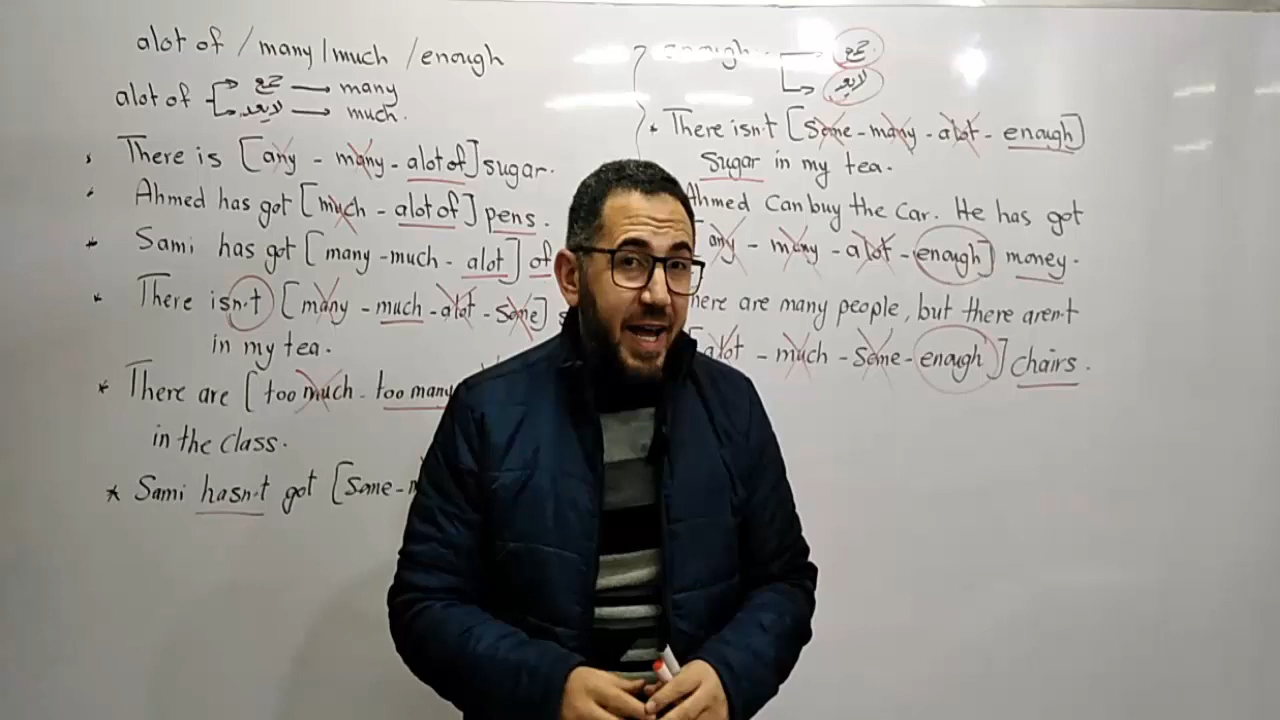 alot of / many / much / enough
alot of جمع → many
لا يعد → much.
There is [any - many - alot of] sugar.
Ahmed has got [much - alot of] pens.
Sami has got [many - much - alot] of
There isn't [many - much - alot - some]
in my tea.
There are [too much - too many
in the class.
* Sami hasn't got [Some -
enough جمع
لا يعد
There isn't [Some - many - alot - enough]
Sugar in my tea.
Ahmed Can buy the Car. He has got
[any - many - alot - enough] money.
here are many people, but there aren't
[alot - much - Some - enough] chairs.